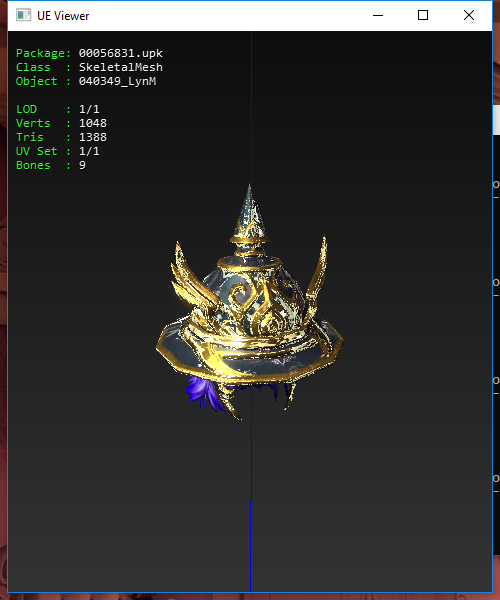 UE Viewer
Package: 00056831.upk
Class : SkeletalMesh
Object : 040349_LynM
LOD : 1/1
Verts : 1048
Tris : 1388
UV Set : 1/1
Bones : 9